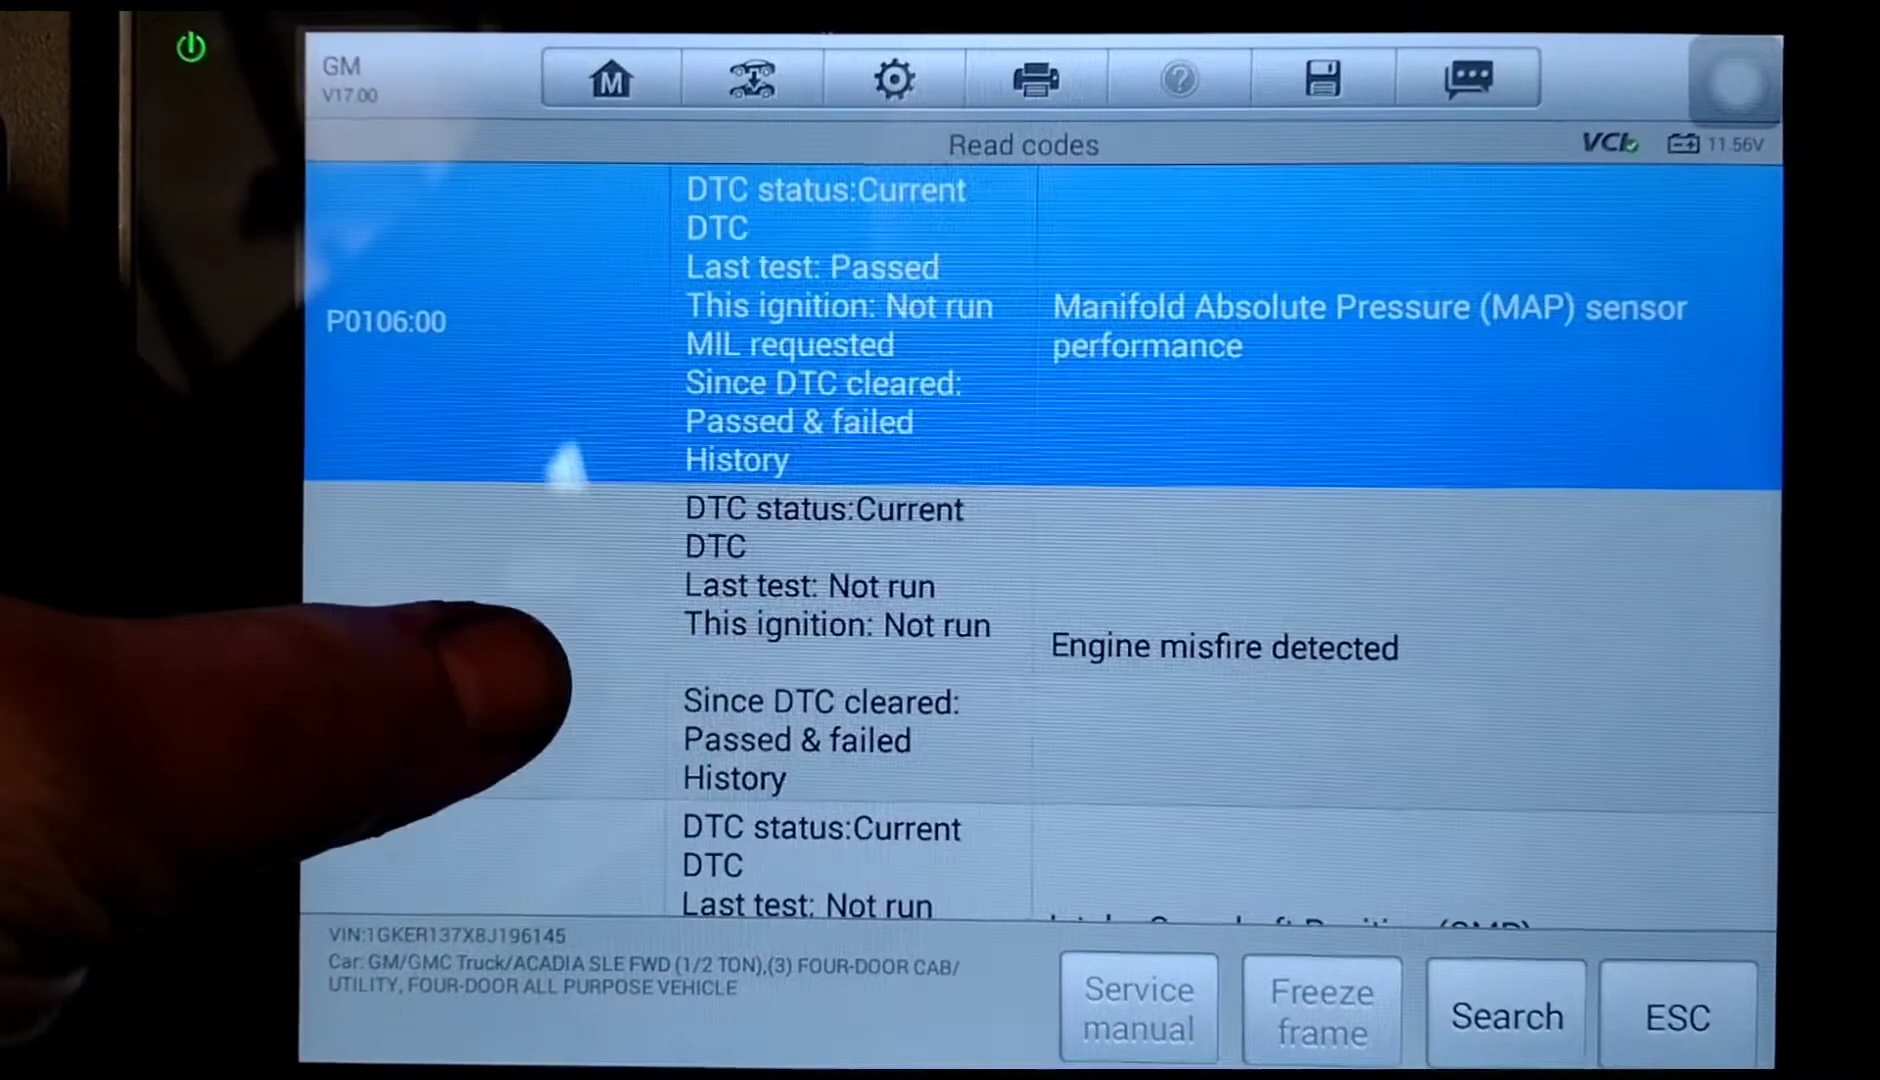 GM
V17.00
M
?
Read codes
VCI
11.56V
P0106:00
DTC status:Current
DTC
Last test: Passed
This ignition: Not run
MIL requested
Since DTC cleared:
Passed & failed
History
Manifold Absolute Pressure (MAP) sensor
performance
DTC status:Current
DTC
Last test: Not run
This ignition: Not run
Since DTC cleared:
Passed & failed
History
Engine misfire detected
DTC status:Current
DTC
Last test: Not run
VIN:1GKER137X8J196145
Car: GM/GMC Truck/ACADIA SLE FWD (1/2 TON),(3) FOUR-DOOR CAB/
UTILITY, FOUR-DOOR ALL PURPOSE VEHICLE
Service
manual
Freeze
frame
Search
ESC